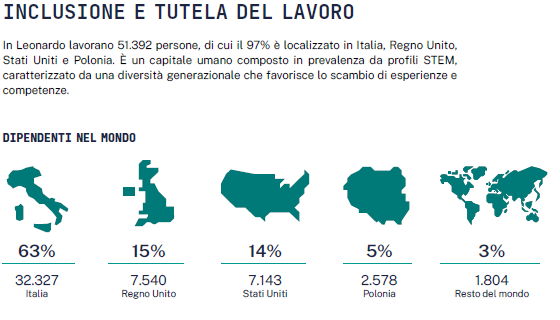 INCLUSIONE E TUTELA DEL LAVORO
In Leonardo lavorano 51.392 persone, di cui il 97% è localizzato in Italia, Regno Unito,
Stati Uniti e Polonia. È un capitale umano composto in prevalenza da profili STEM,
caratterizzato da una diversità generazionale che favorisce lo scambio di esperienze e
competenze.
DIPENDENTI NEL MONDO
63% 15% 14% 5% 3%
32.327 7.540 7.143 2.578 1.804
Italia Regno Unito Stati Uniti Polonia Resto del mondo